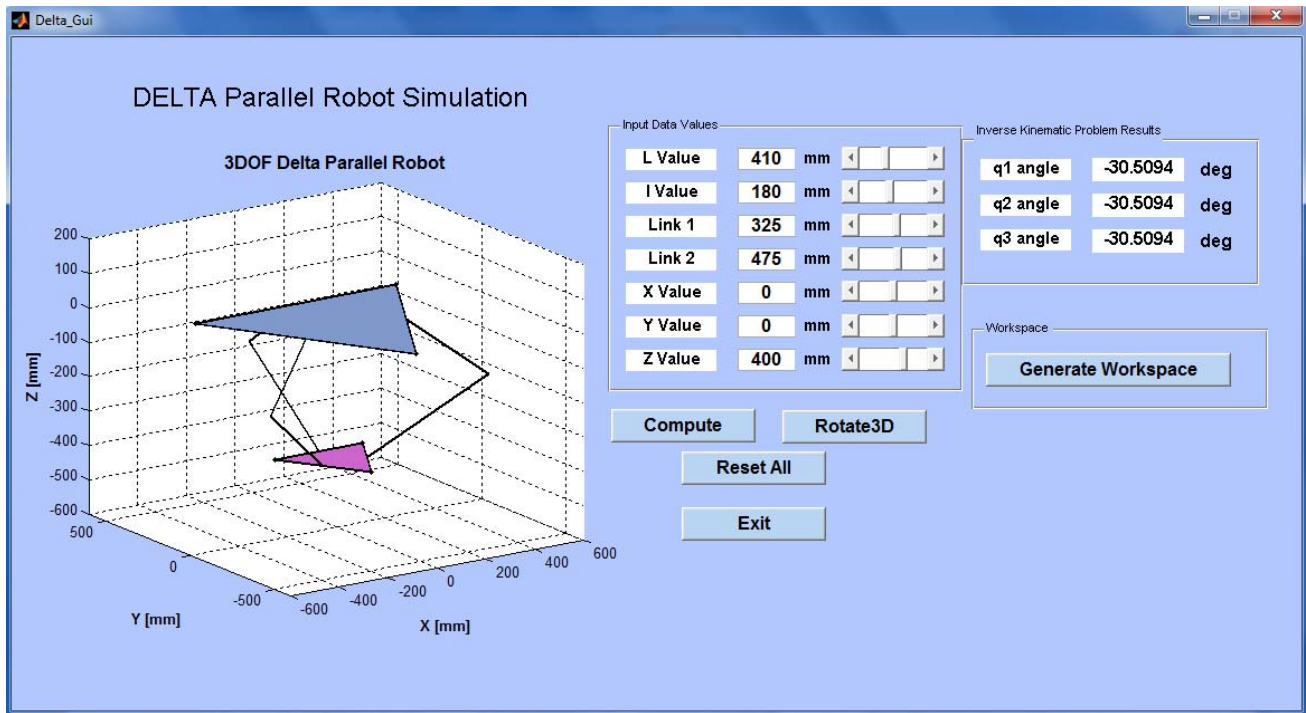 Delta_Gui
DELTA Parallel Robot Simulation
3DOF Delta Parallel Robot
200
100
0
-100
-200
-300
-400
-500
-600
Z [mm]
500
0
-500
Y [mm]
-600
-400
-200
0
200
400
600
X [mm]
Input Data Values
L Value 410 mm
l Value 180 mm
Link 1 325 mm
Link 2 475 mm
X Value 0 mm
Y Value 0 mm
Z Value 400 mm
Compute
Rotate3D
Reset All
Exit
Inverse Kinematic Problem Results
q1 angle -30.5094 deg
q2 angle -30.5094 deg
q3 angle -30.5094 deg
Workspace
Generate Workspace